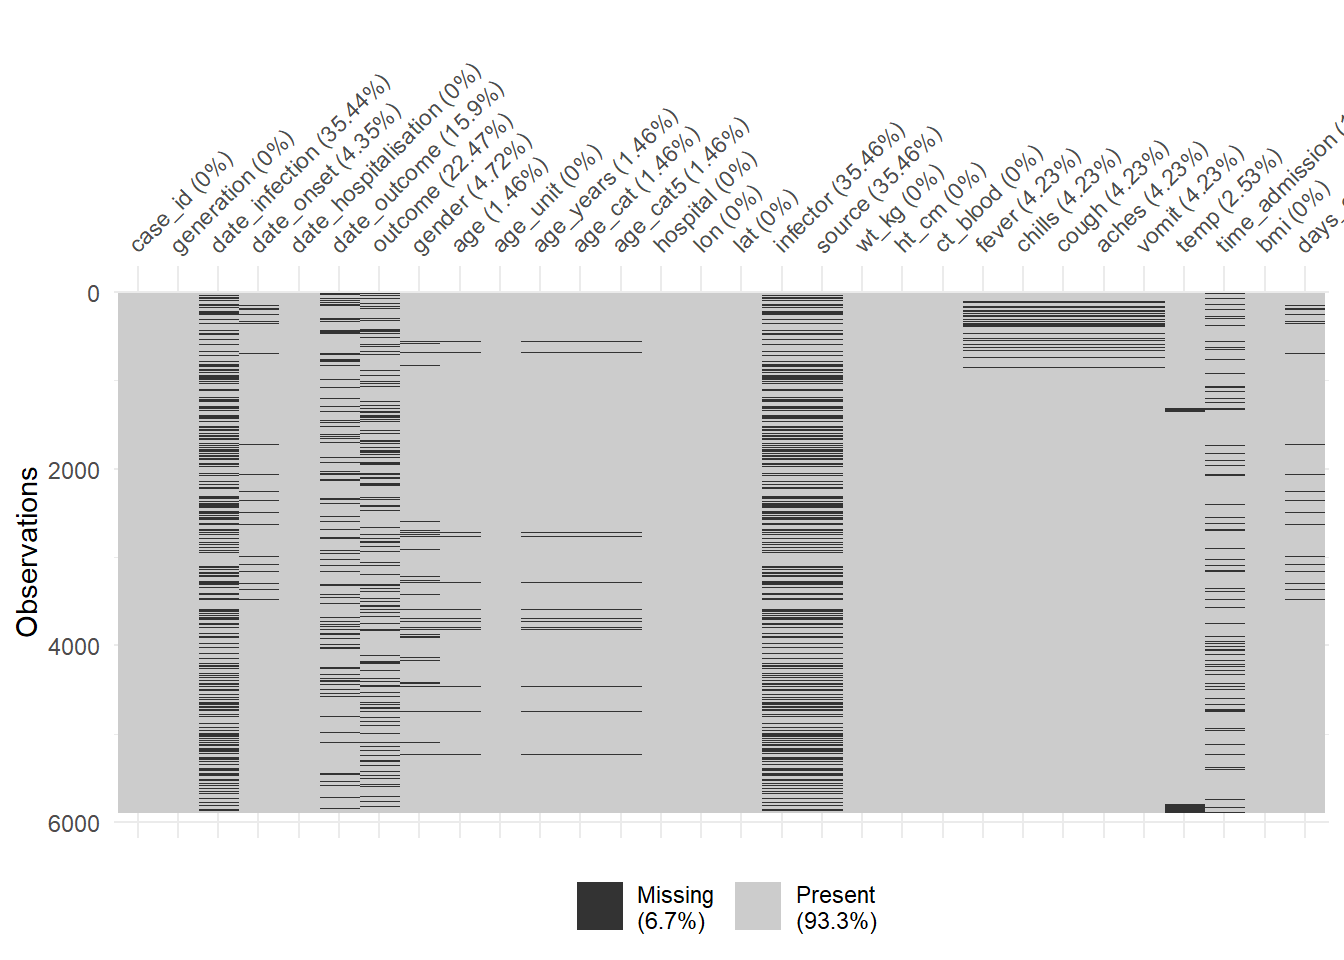 case_id (0%)
generation (0%)
date_infection (35.44%)
date_onset (4.35%)
date_hospitalisation (0%)
date_outcome (15.9%)
outcome (22.47%)
gender (4.72%)
age (1.46%)
age_unit (0%)
age_years (1.46%)
age_cat (1.46%)
age_cat5 (1.46%)
hospital (0%)
lon (0%)
lat (0%)
infector (35.46%)
source (35.46%)
wt_kg (0%)
ht_cm (0%)
ct_blood (0%)
fever (4.23%)
chills (4.23%)
cough (4.23%)
aches (4.23%)
vomit (4.23%)
temp (2.53%)
time_admission (1
bmi (0%)
days_
Observations
0
2000
4000
6000
Missing
(6.7%)
Present
(93.3%)